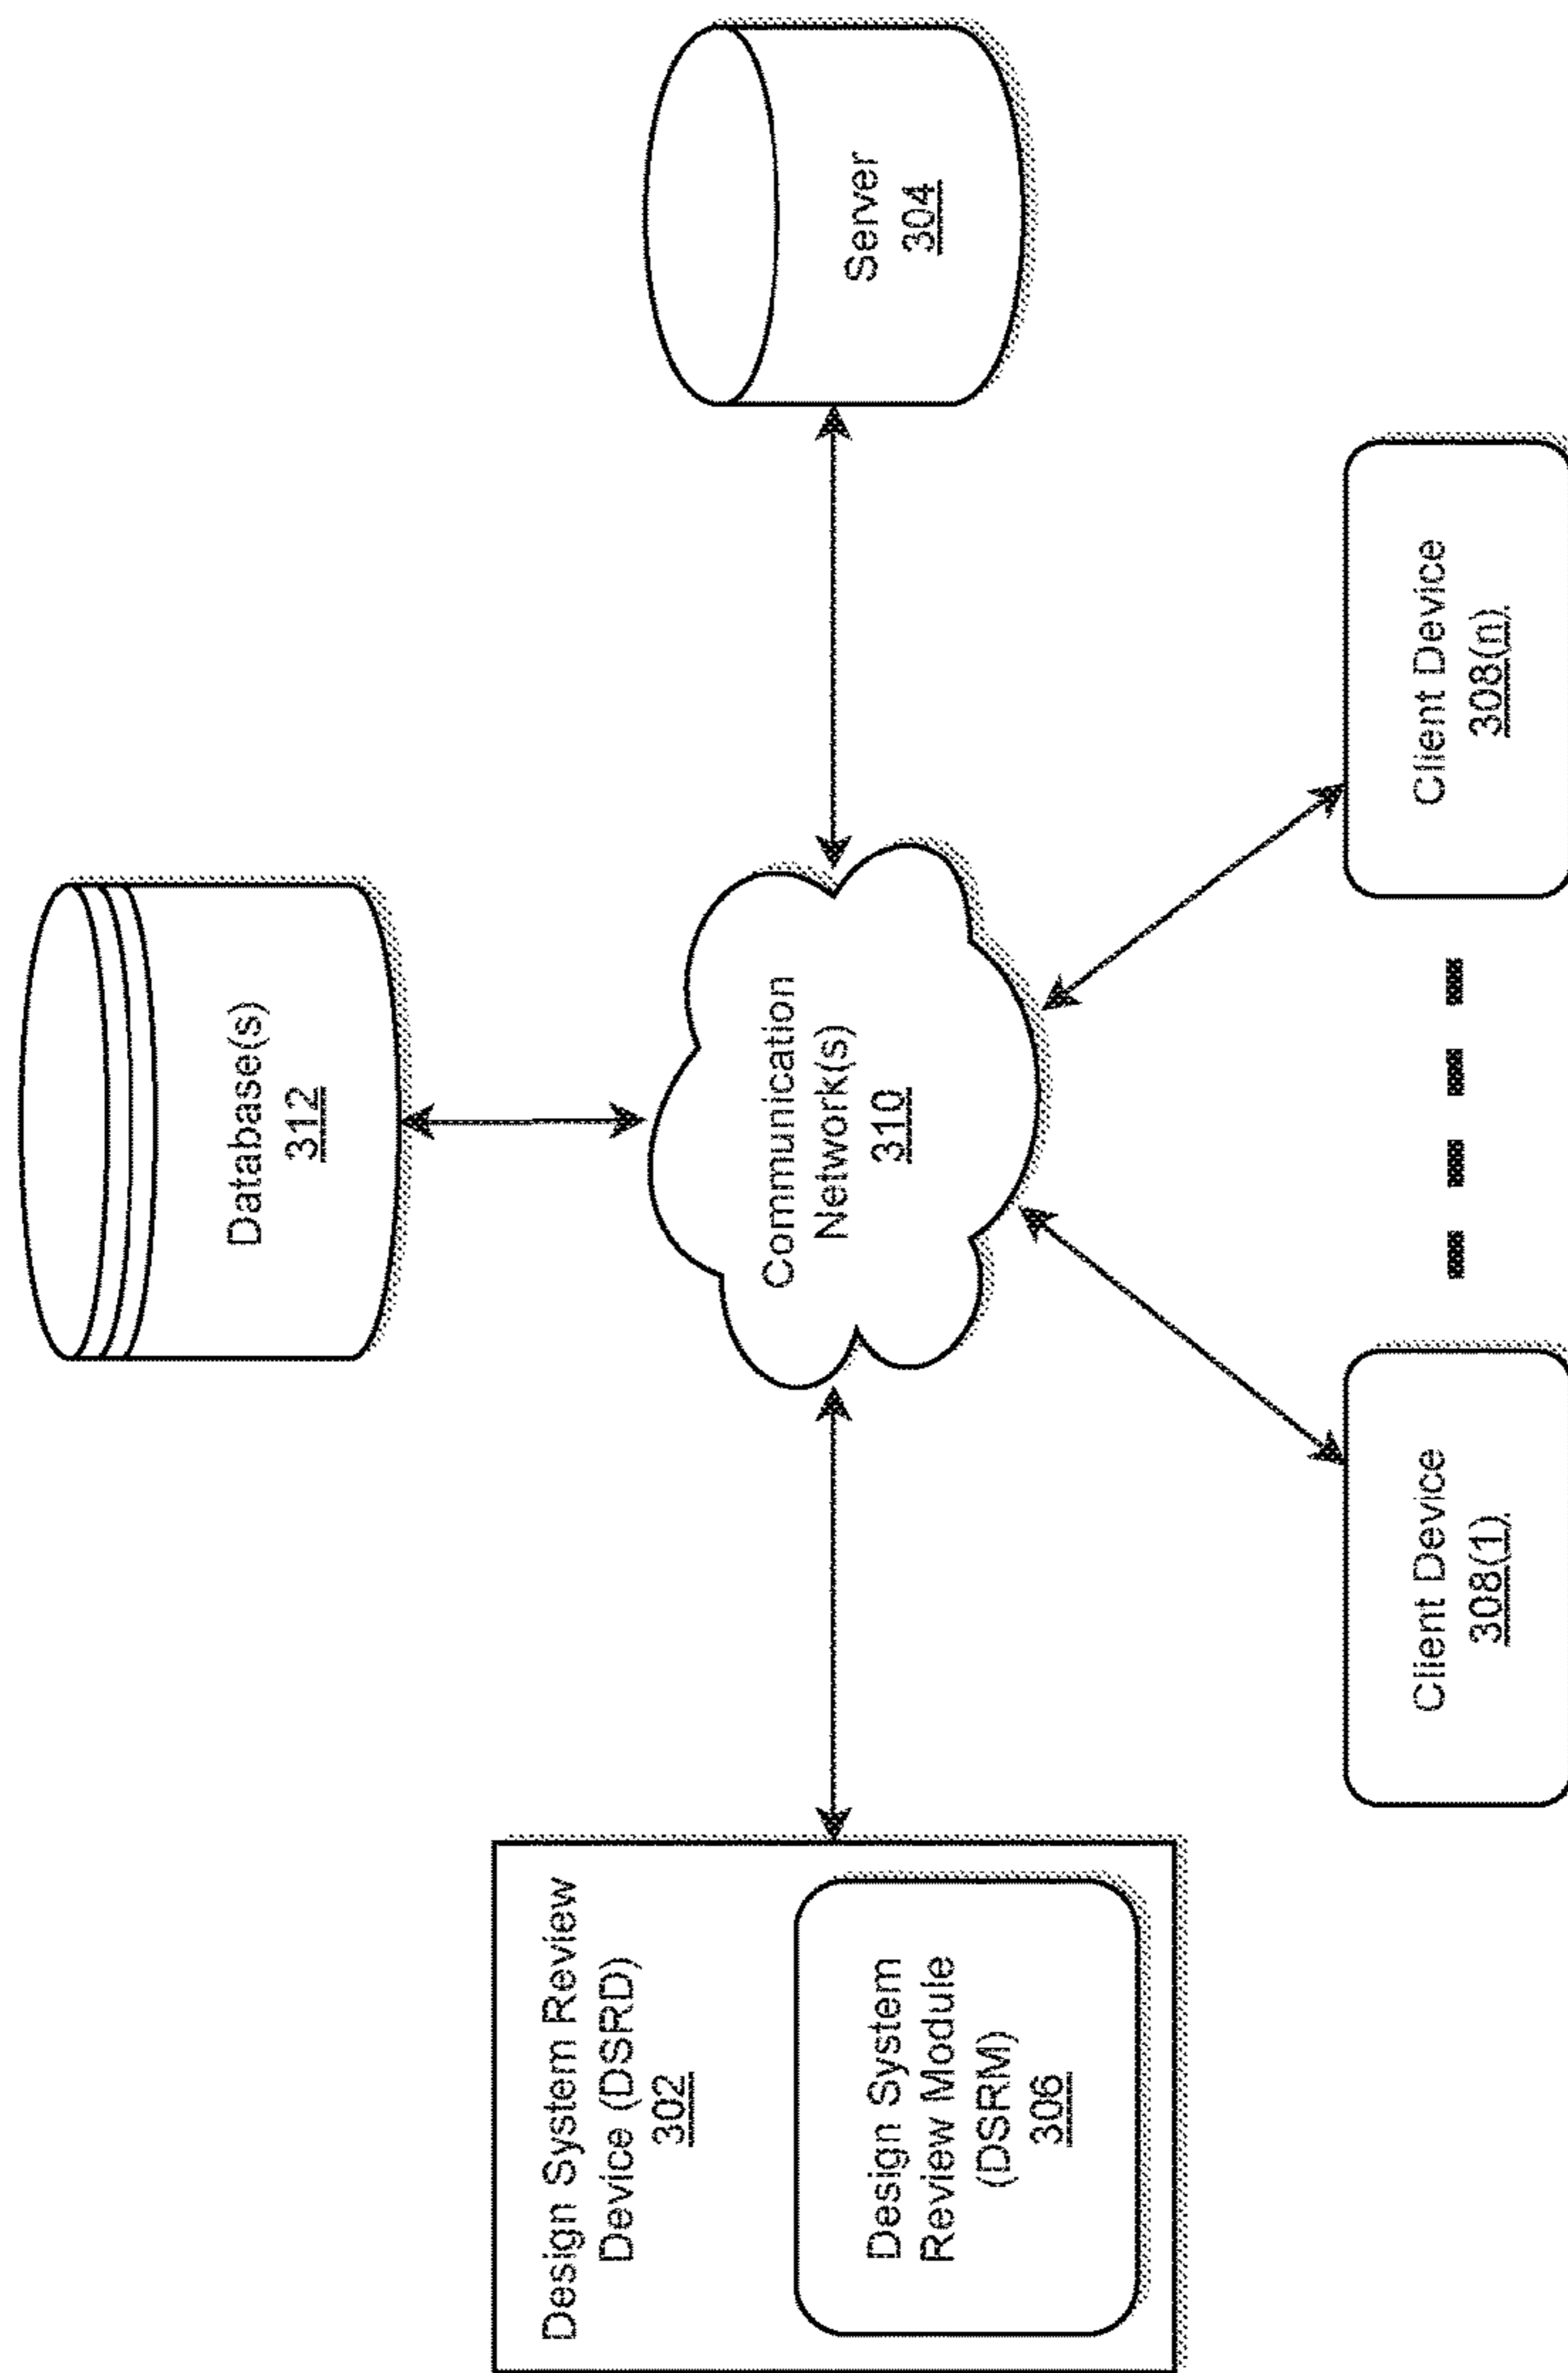 Database(s)
312
Design System Review
Device (DSRD)
302
Design System
Review Module
(DSRM)
306
Communication
Network(s)
310
Server
304
Client Device
308(1)
Client Device
308(n)